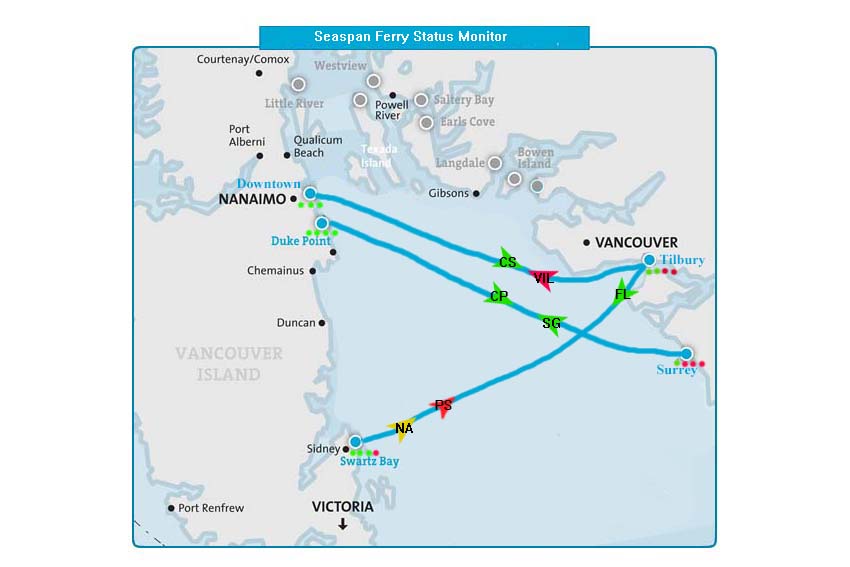 Seaspan Ferry Status Monitor
Courtenay/Comox
Westview
Little River
Powell
River
Saltery Bay
Earls Cove
Port
Alberni
Qualicum
Beach
Texada
Island
Langdale
Bowen
Island
Gibsons
Downtown
NANAIMO
Duke Point
VANCOUVER
Tilbury
Chemainus
CS
VIL
CP
FL
SG
Duncan
VANCOUVER
ISLAND
Surrey
PS
NA
Sidney
Swartz Bay
Port Renfrew
VICTORIA